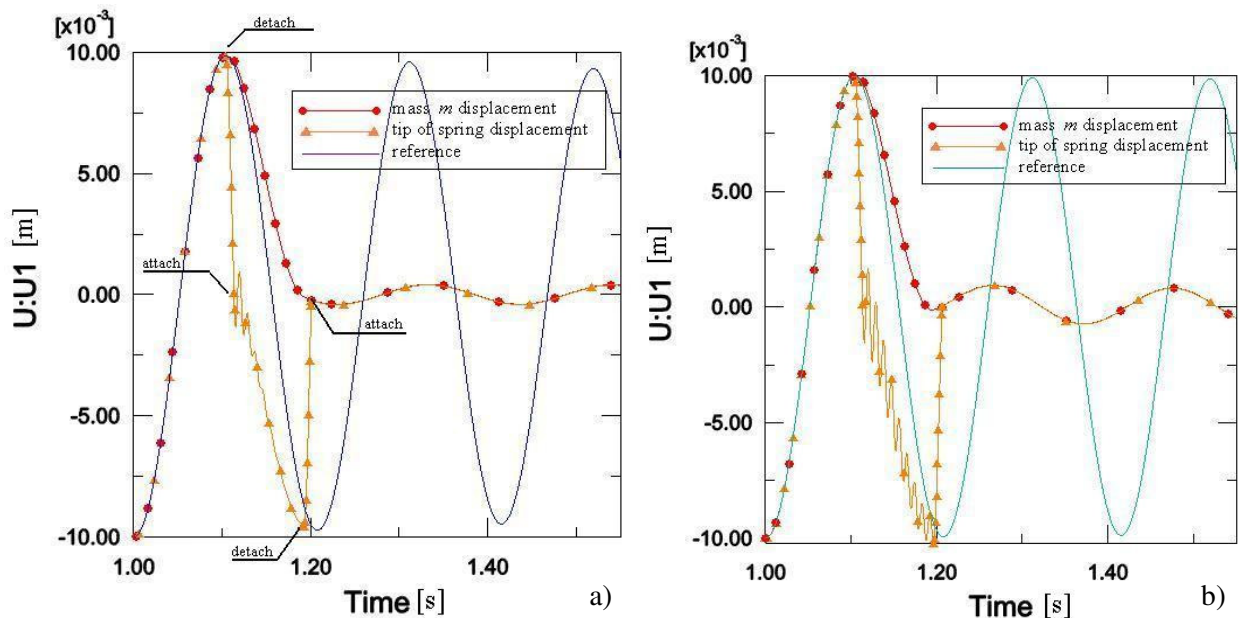 [x10⁻³]
detach
10.00
mass m displacement
tip of spring displacement
reference
5.00
attach
0.00
attach
-5.00
-10.00
detach
1.00
1.20
1.40
U:U1 [m]
Time [s]
a)
[x10⁻³]
10.00
mass m displacement
tip of spring displacement
reference
5.00
0.00
-5.00
-10.00
1.00
1.20
1.40
U:U1 [m]
Time [s]
b)